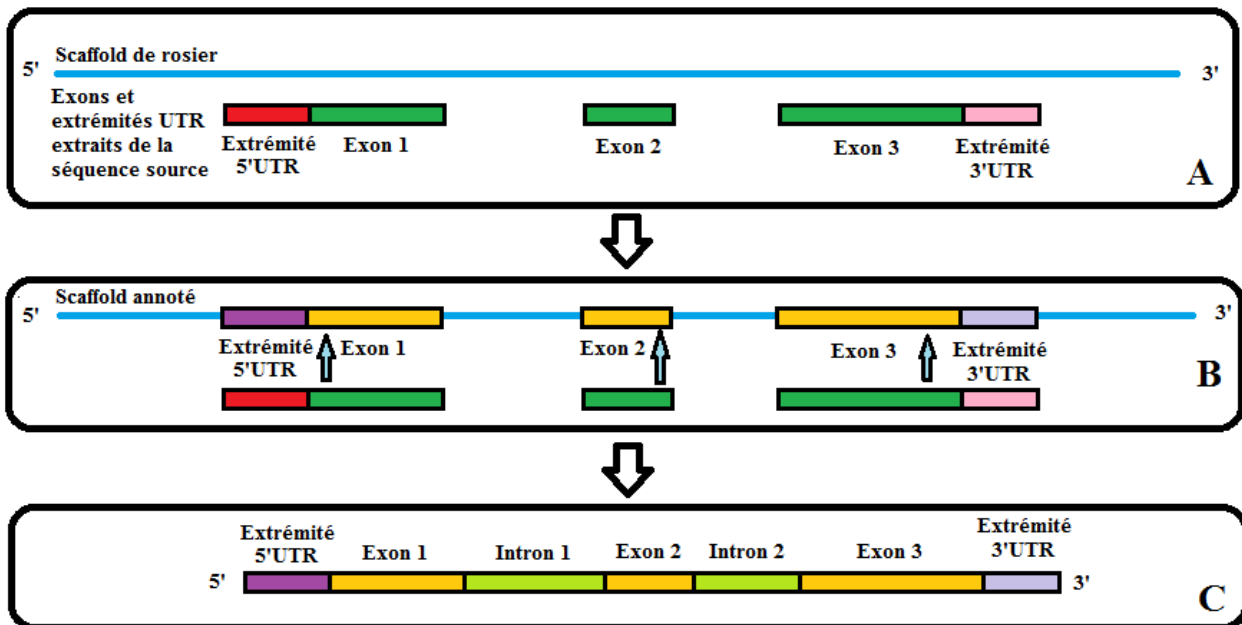 Scaffold de rosier
5'
3'
Exons et
extrémités UTR
extraits de la
séquence source
Extrémité
5'UTR
Exon 1
Exon 2
Exon 3
Extrémité
3'UTR
A
Scaffold annoté
5'
3'
Extrémité
5'UTR
Exon 1
Exon 2
Exon 3
Extrémité
3'UTR
B
Extrémité
5'UTR
Exon 1
Intron 1
Exon 2
Intron 2
Exon 3
Extrémité
3'UTR
5'
3'
C